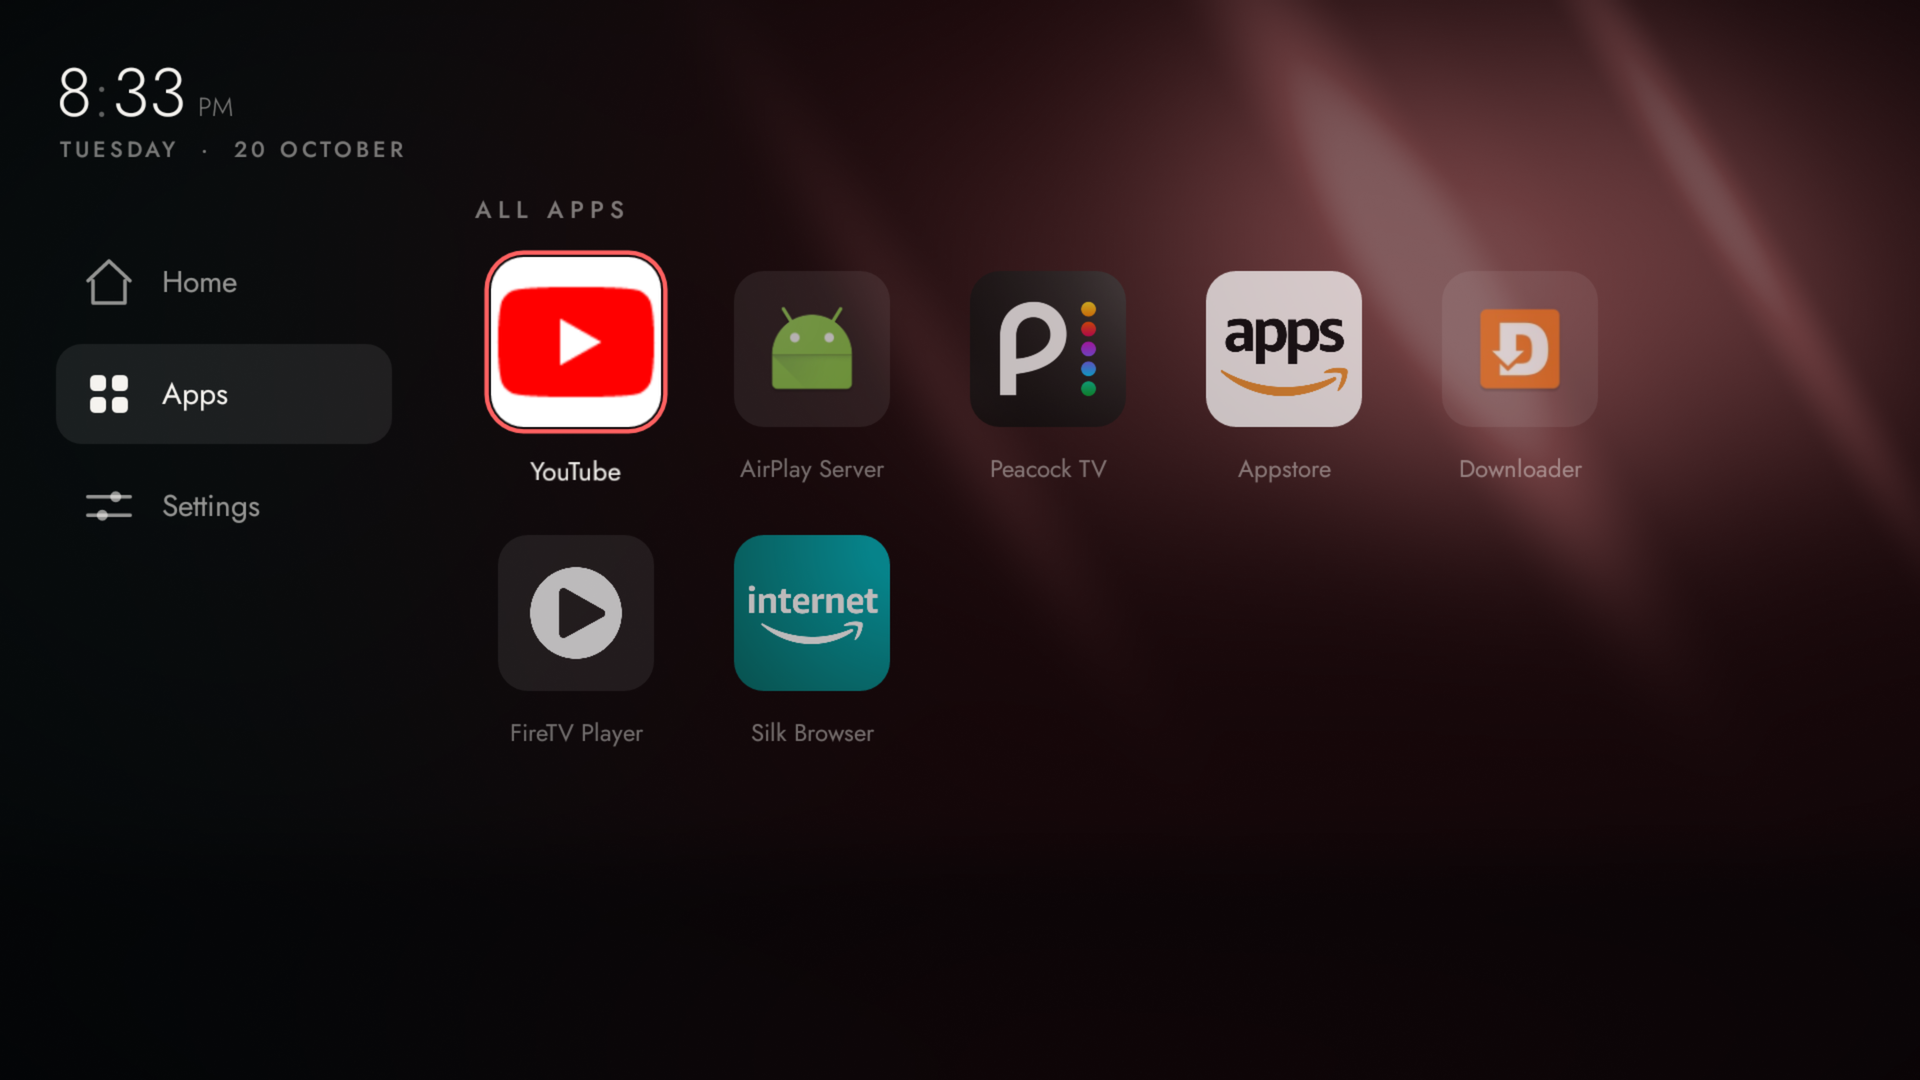 8:33 PM
TUESDAY · 20 OCTOBER
ALL APPS
Home
Apps
Settings
YouTube
AirPlay Server
Peacock TV
apps
Appstore
Downloader
FireTV Player
internet
Silk Browser